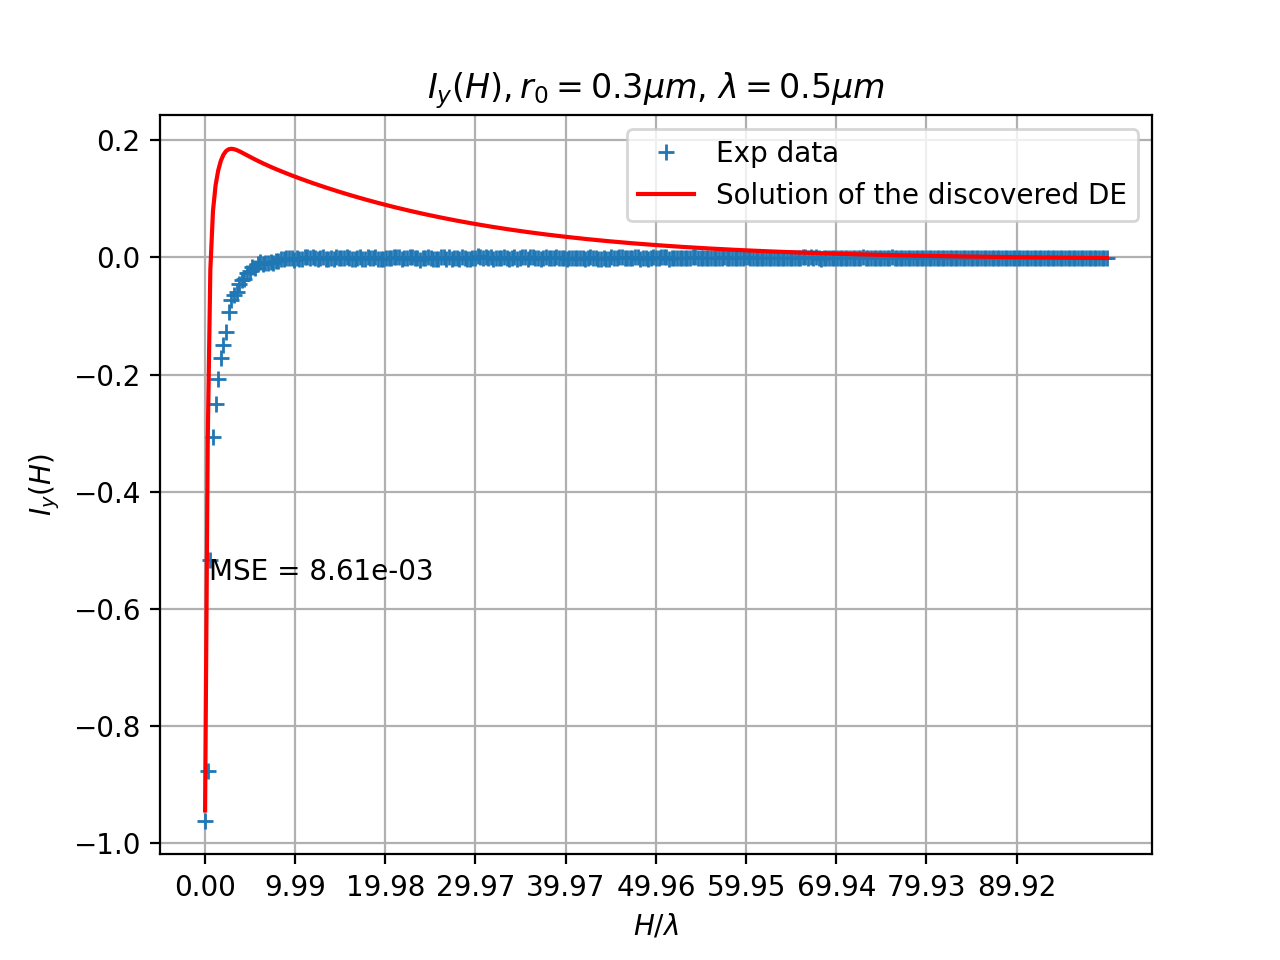 I_y(H), r_0 = 0.3μm, λ = 0.5μm
Exp data
Solution of the discovered DE
0.2
0.0
−0.2
−0.4
−0.6
−0.8
−1.0
I_y(H)
MSE = 8.61e-03
0.00 9.99 19.98 29.97 39.97 49.96 59.95 69.94 79.93 89.92
H/λ